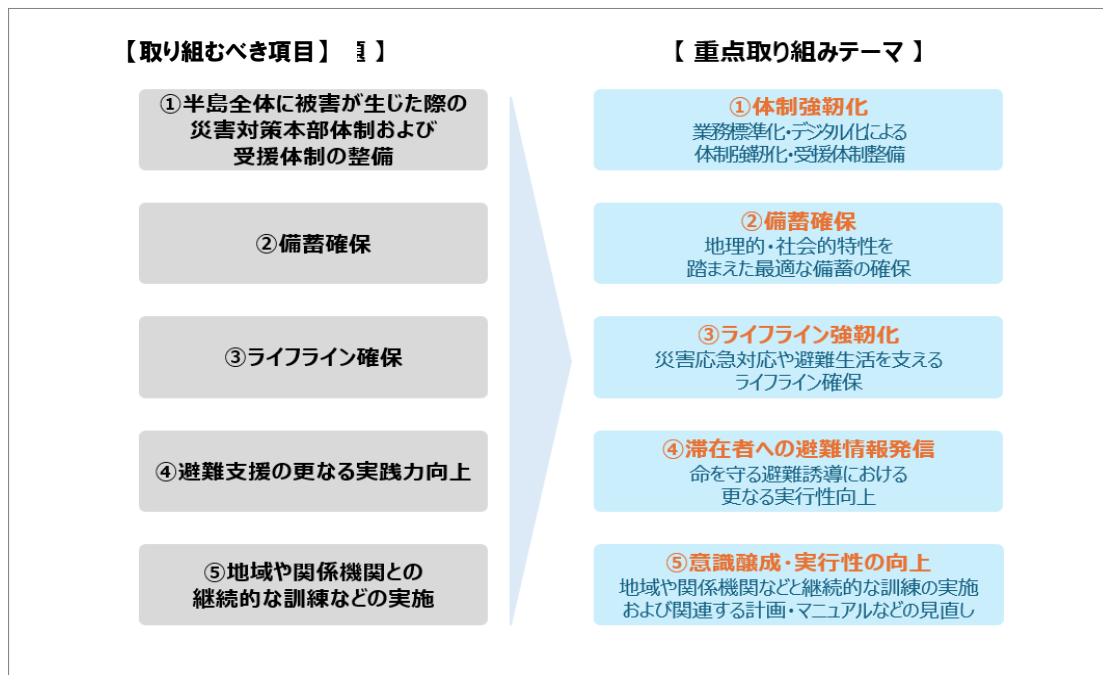 【取り組むべき項目】 】
【 重点取り組みテーマ 】
①半島全体に被害が生じた際の
災害対策本部体制および
受援体制の整備
①体制強靭化
業務標準化・デジタル化による
体制強靭化・受援体制整備
②備蓄確保
②備蓄確保
地理的・社会的特性を
踏まえた最適な備蓄の確保
③ライフライン確保
③ライフライン強靭化
災害応急対応や避難生活を支える
ライフライン確保
④避難支援の更なる実践力向上
④滞在者への避難情報発信
命を守る避難誘導における
更なる実行性向上
⑤地域や関係機関との
継続的な訓練などの実施
⑤意識醸成・実行性の向上
地域や関係機関などと継続的な訓練の実施
および関連する計画・マニュアルなどの見直し